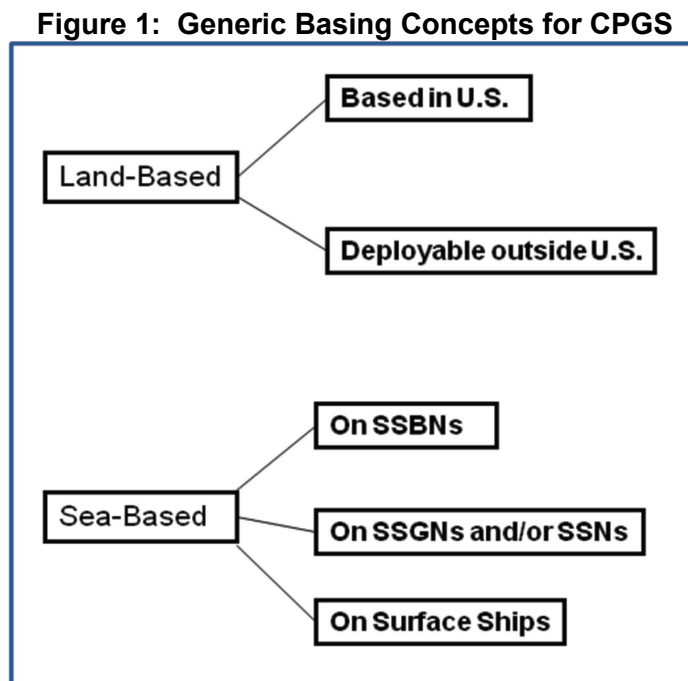 Figure 1: Generic Basing Concepts for CPGS
Based in U.S.
Land-Based
Deployable outside U.S.
On SSBNs
Sea-Based
On SSGNs and/or SSNs
On Surface Ships